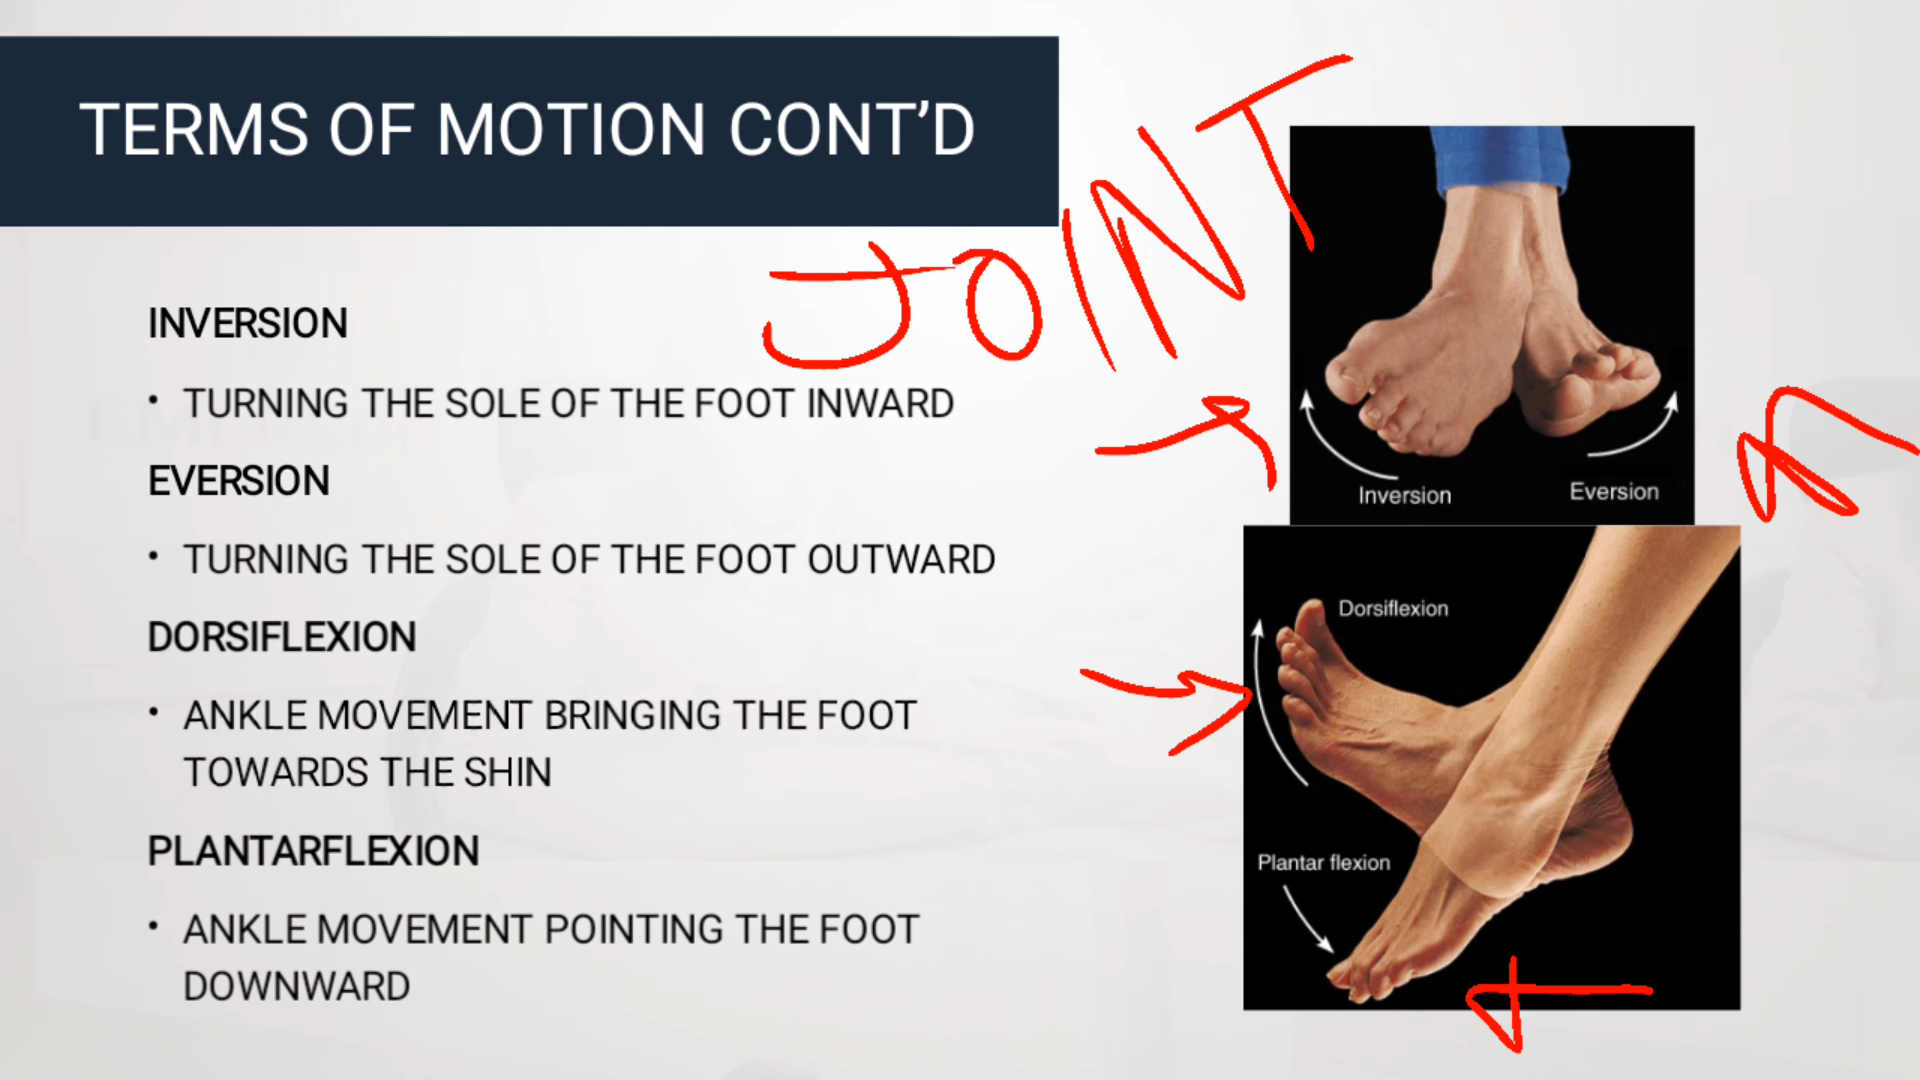 TERMS OF MOTION CONT'D
JOINT
INVERSION
• TURNING THE SOLE OF THE FOOT INWARD
EVERSION
• TURNING THE SOLE OF THE FOOT OUTWARD
DORSIFLEXION
• ANKLE MOVEMENT BRINGING THE FOOT
TOWARDS THE SHIN
PLANTARFLEXION
• ANKLE MOVEMENT POINTING THE FOOT
DOWNWARD
Inversion
Eversion
Dorsiflexion
Plantar flexion